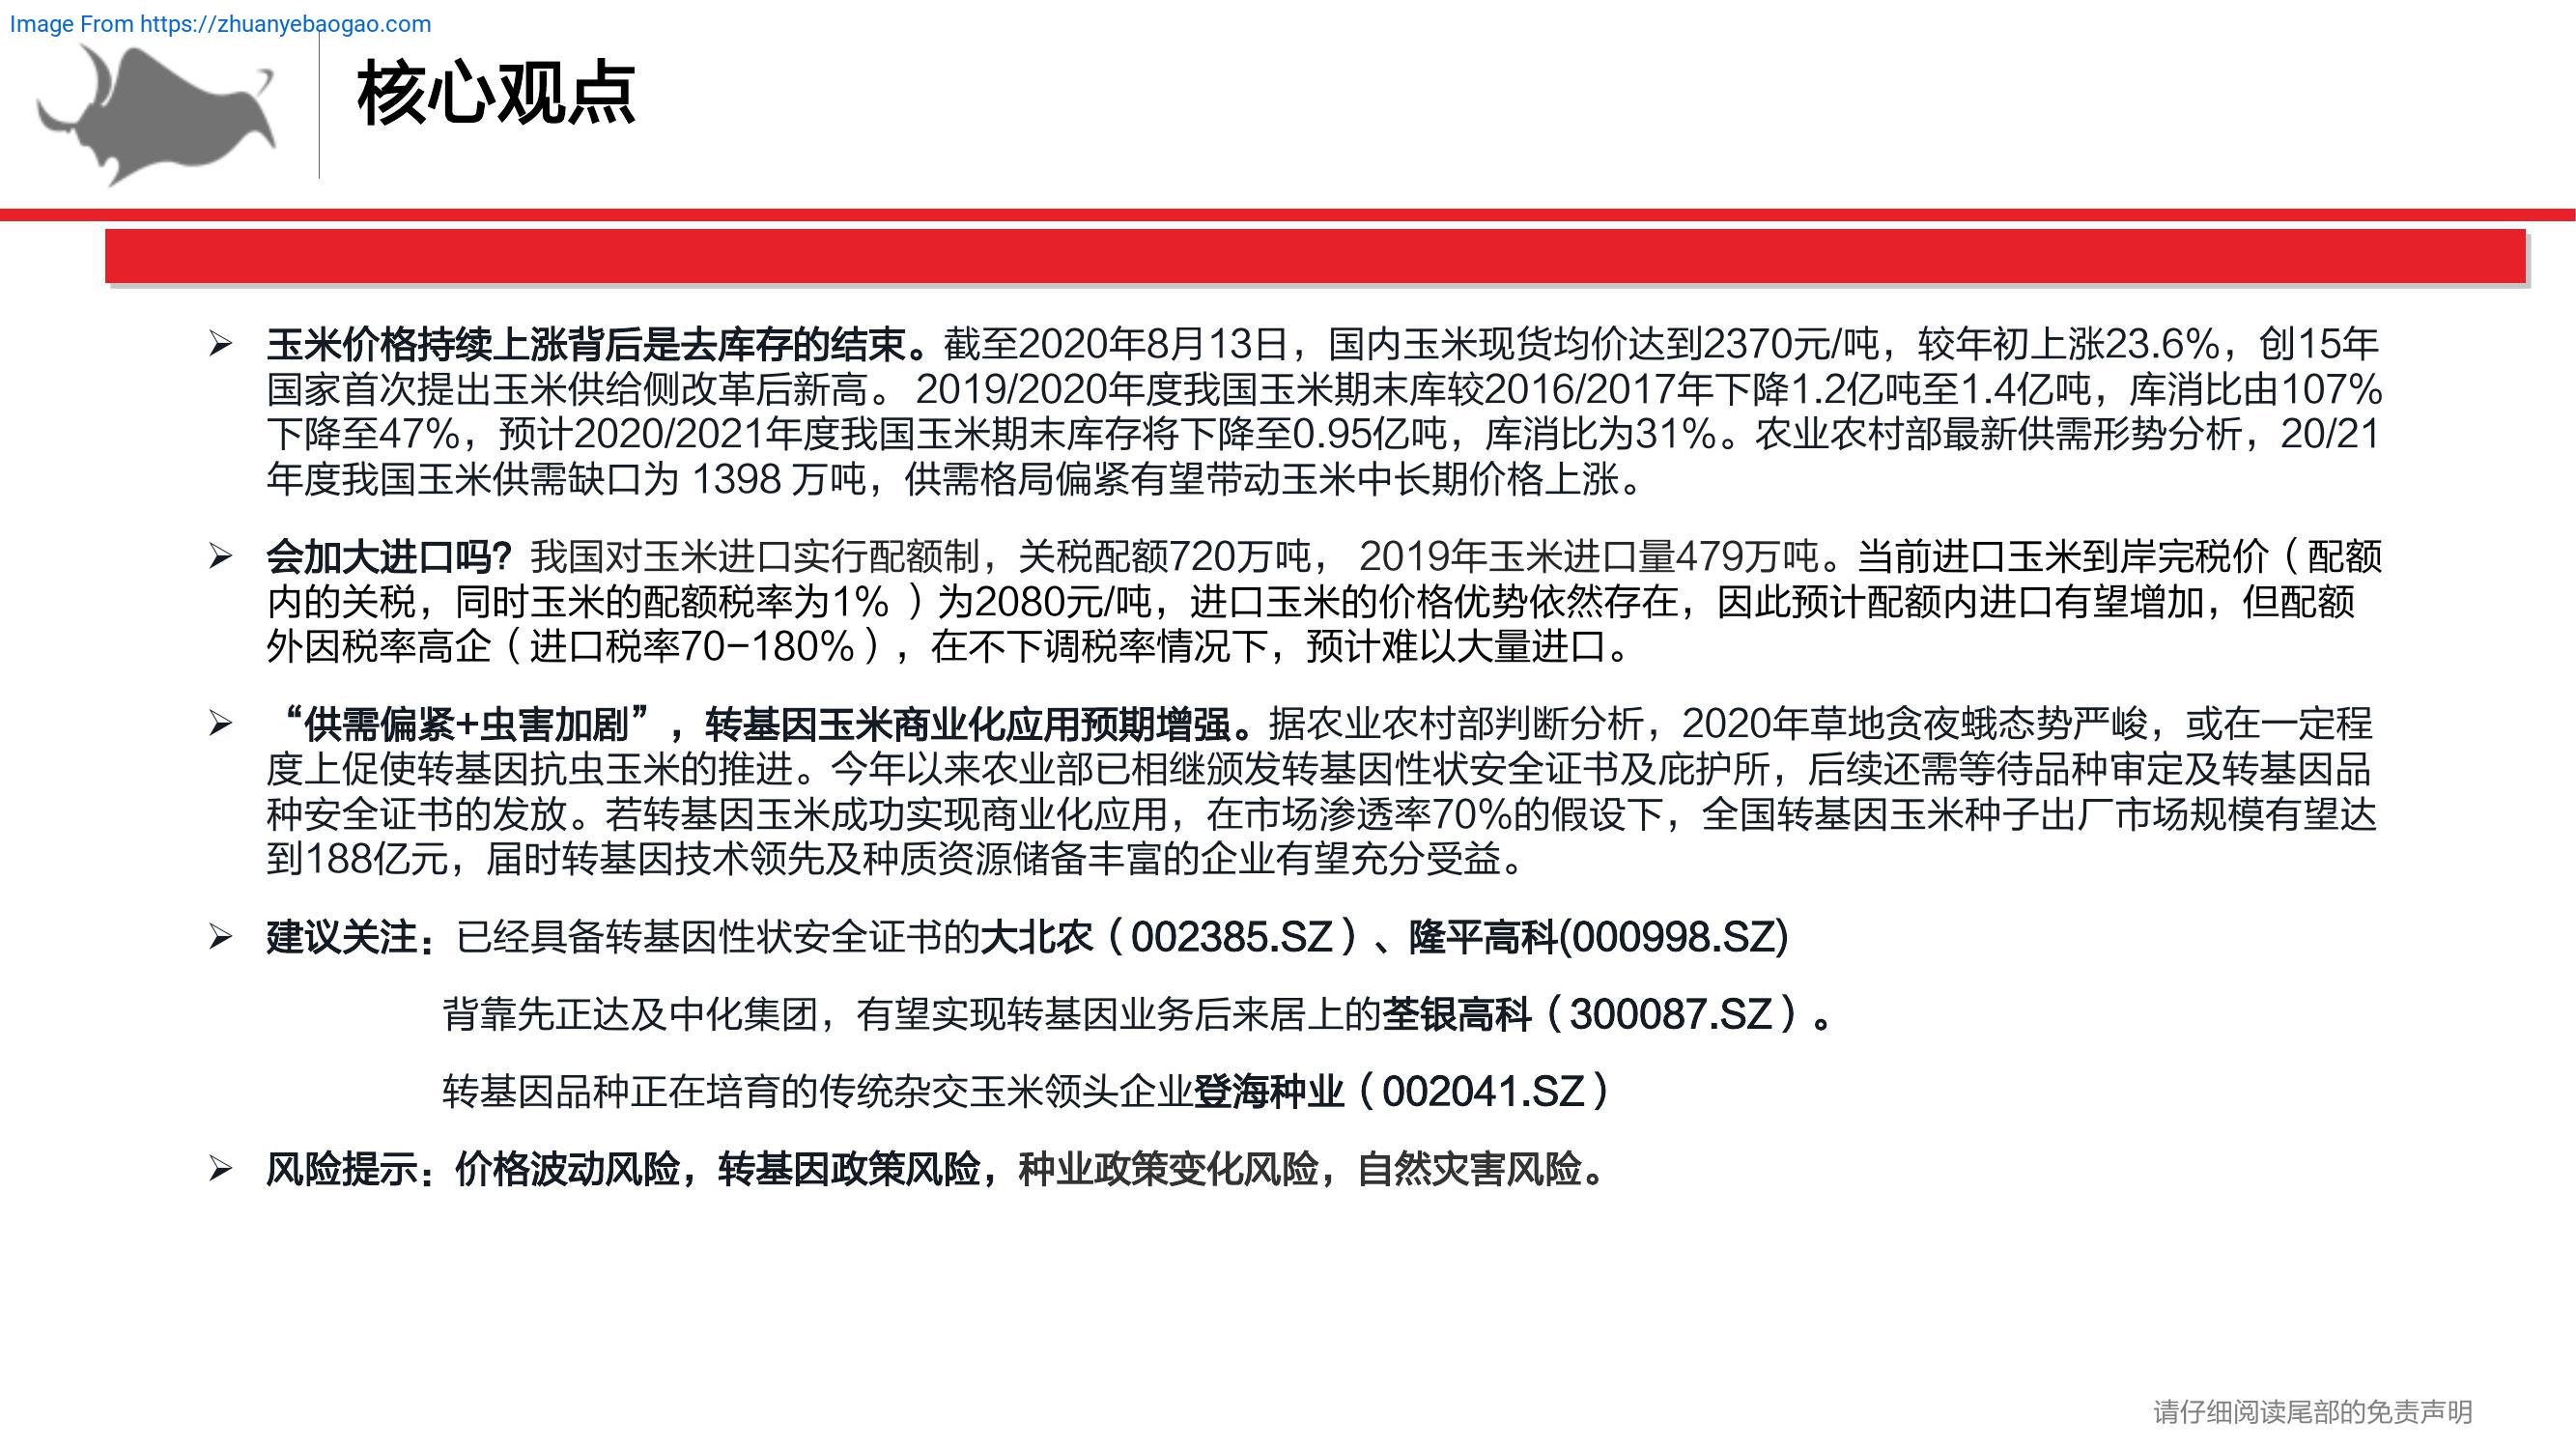 Image From https://zhuanyebaogao.com
核心观点
➢ 玉米价格持续上涨背后是去库存的结束。截至2020年8月13日，国内玉米现货均价达到2370元/吨，较年初上涨23.6%，创15年
国家首次提出玉米供给侧改革后新高。 2019/2020年度我国玉米期末库较2016/2017年下降1.2亿吨至1.4亿吨，库消比由107%
下降至47%，预计2020/2021年度我国玉米期末库存将下降至0.95亿吨，库消比为31%。农业农村部最新供需形势分析，20/21
年度我国玉米供需缺口为 1398 万吨，供需格局偏紧有望带动玉米中长期价格上涨。
➢ 会加大进口吗？我国对玉米进口实行配额制，关税配额720万吨， 2019年玉米进口量479万吨。当前进口玉米到岸完税价（配额
内的关税，同时玉米的配额税率为1% ）为2080元/吨，进口玉米的价格优势依然存在，因此预计配额内进口有望增加，但配额
外因税率高企（进口税率70-180%），在不下调税率情况下，预计难以大量进口。
➢ “供需偏紧+虫害加剧”，转基因玉米商业化应用预期增强。据农业农村部判断分析，2020年草地贪夜蛾态势严峻，或在一定程
度上促使转基因抗虫玉米的推进。今年以来农业部已相继颁发转基因性状安全证书及庇护所，后续还需等待品种审定及转基因品
种安全证书的发放。若转基因玉米成功实现商业化应用，在市场渗透率70%的假设下，全国转基因玉米种子出厂市场规模有望达
到188亿元，届时转基因技术领先及种质资源储备丰富的企业有望充分受益。
➢ 建议关注：已经具备转基因性状安全证书的大北农（002385.SZ）、隆平高科(000998.SZ)
背靠先正达及中化集团，有望实现转基因业务后来居上的荃银高科（300087.SZ）。
转基因品种正在培育的传统杂交玉米领头企业登海种业（002041.SZ）
➢ 风险提示：价格波动风险，转基因政策风险，种业政策变化风险，自然灾害风险。
请仔细阅读尾部的免责声明